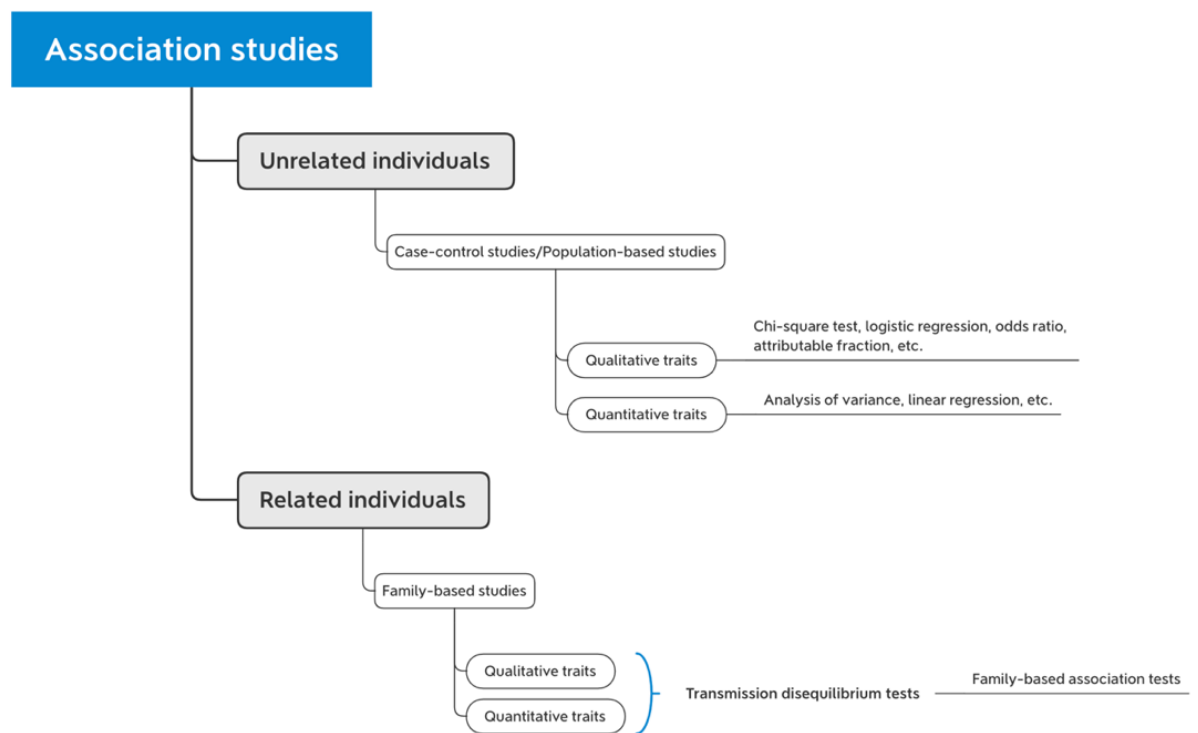 Association studies
Unrelated individuals
Case-control studies/Population-based studies
Chi-square test, logistic regression, odds ratio,
attributable fraction, etc.
Qualitative traits
Analysis of variance, linear regression, etc.
Quantitative traits
Related individuals
Family-based studies
Qualitative traits
Quantitative traits
Transmission disequilibrium tests
Family-based association tests